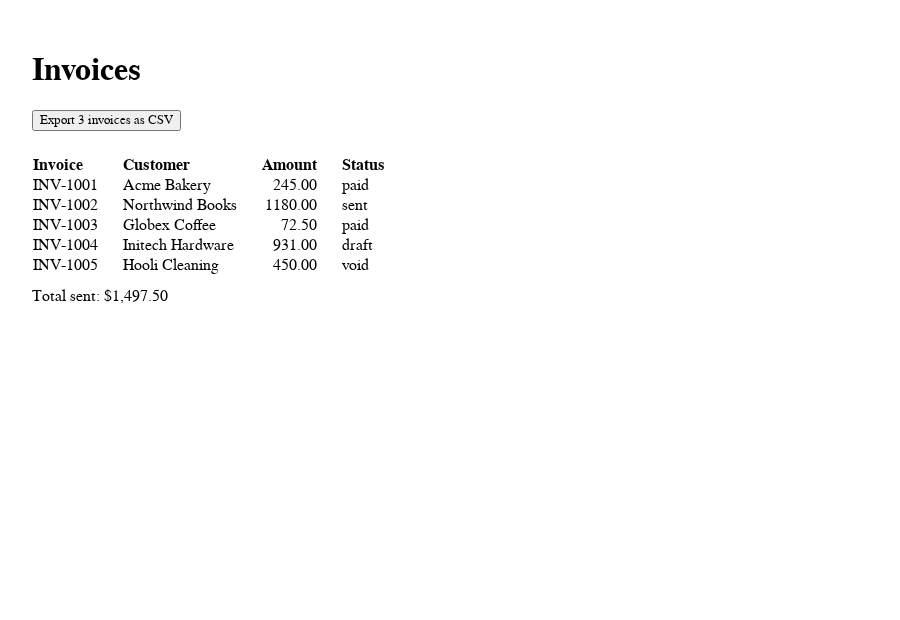 Invoices
Export 3 invoices as CSV
Invoice Customer Amount Status
INV-1001 Acme Bakery 245.00 paid
INV-1002 Northwind Books 1180.00 sent
INV-1003 Globex Coffee 72.50 paid
INV-1004 Initech Hardware 931.00 draft
INV-1005 Hooli Cleaning 450.00 void
Total sent: $1,497.50